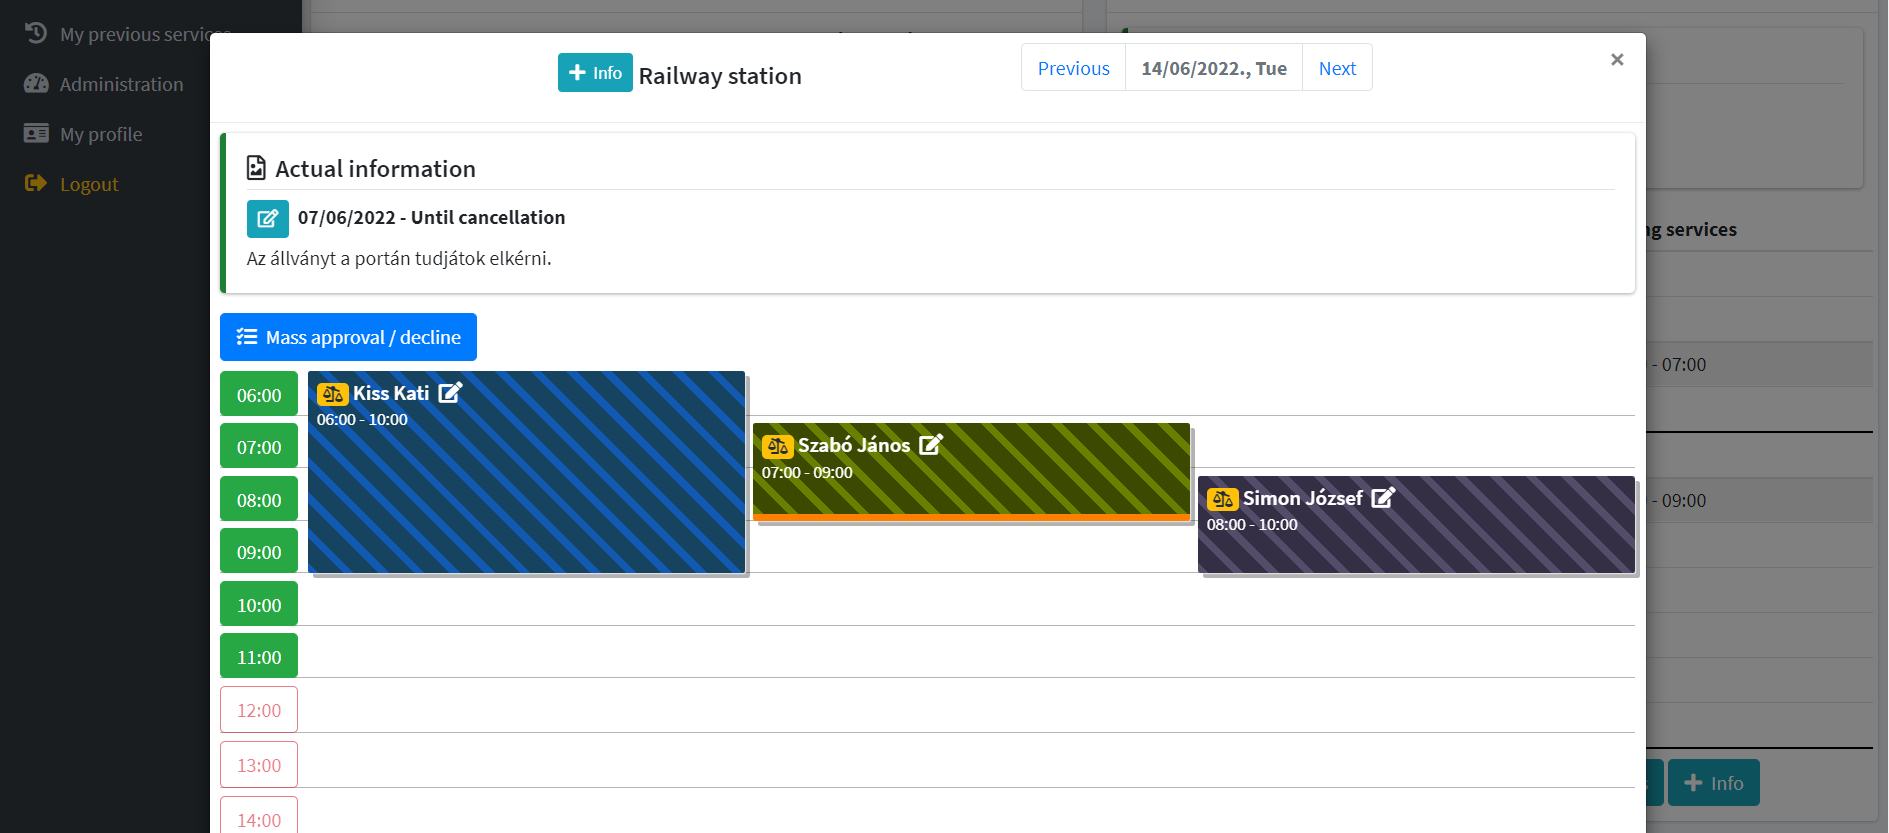 My previous services
Administration
My profile
Logout
Info Railway station
Previous 14/06/2022., Tue Next
×
Actual information
07/06/2022 - Until cancellation
Az állványt a portán tudjátok elkérni.
Mass approval / decline
06:00
07:00
08:00
09:00
10:00
11:00
12:00
13:00
14:00
Kiss Kati
06:00 - 10:00
Szabó János
07:00 - 09:00
Simon József
08:00 - 10:00
services
- 07:00
- 09:00
Info